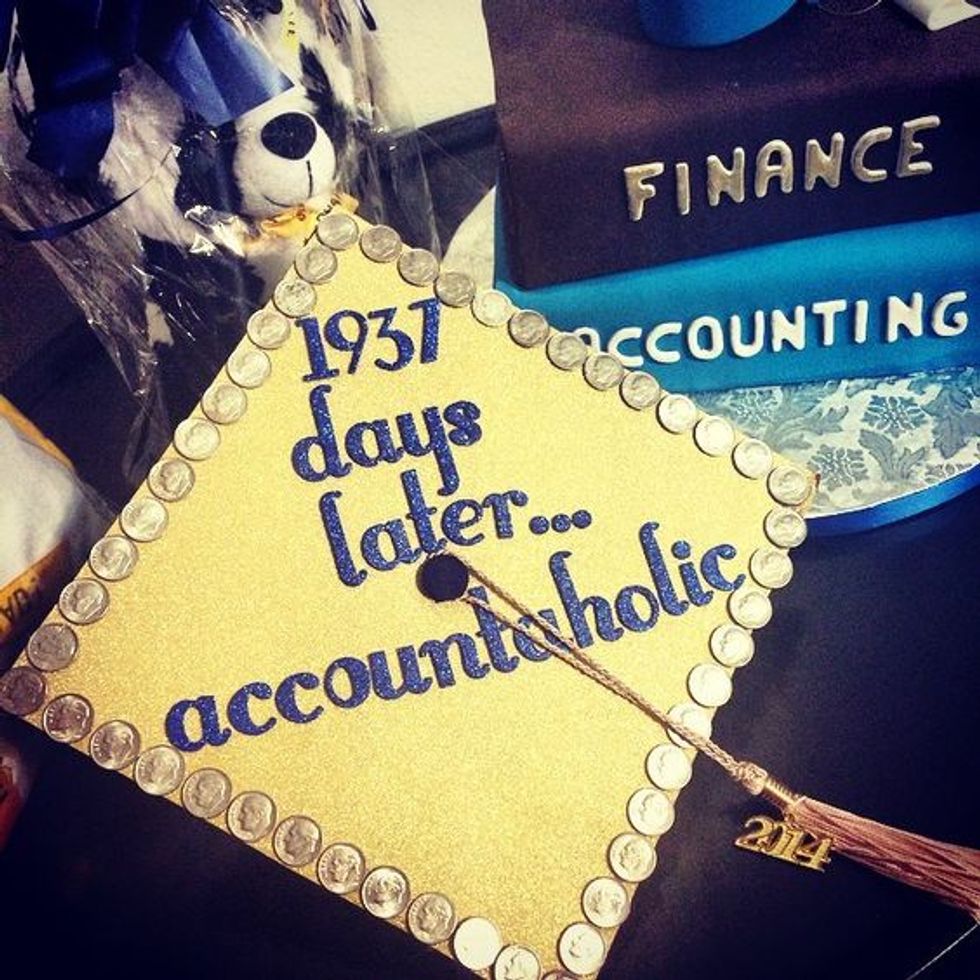 FINANCE
ACCOUNTING
1937
days
later...
accountaholic
2014